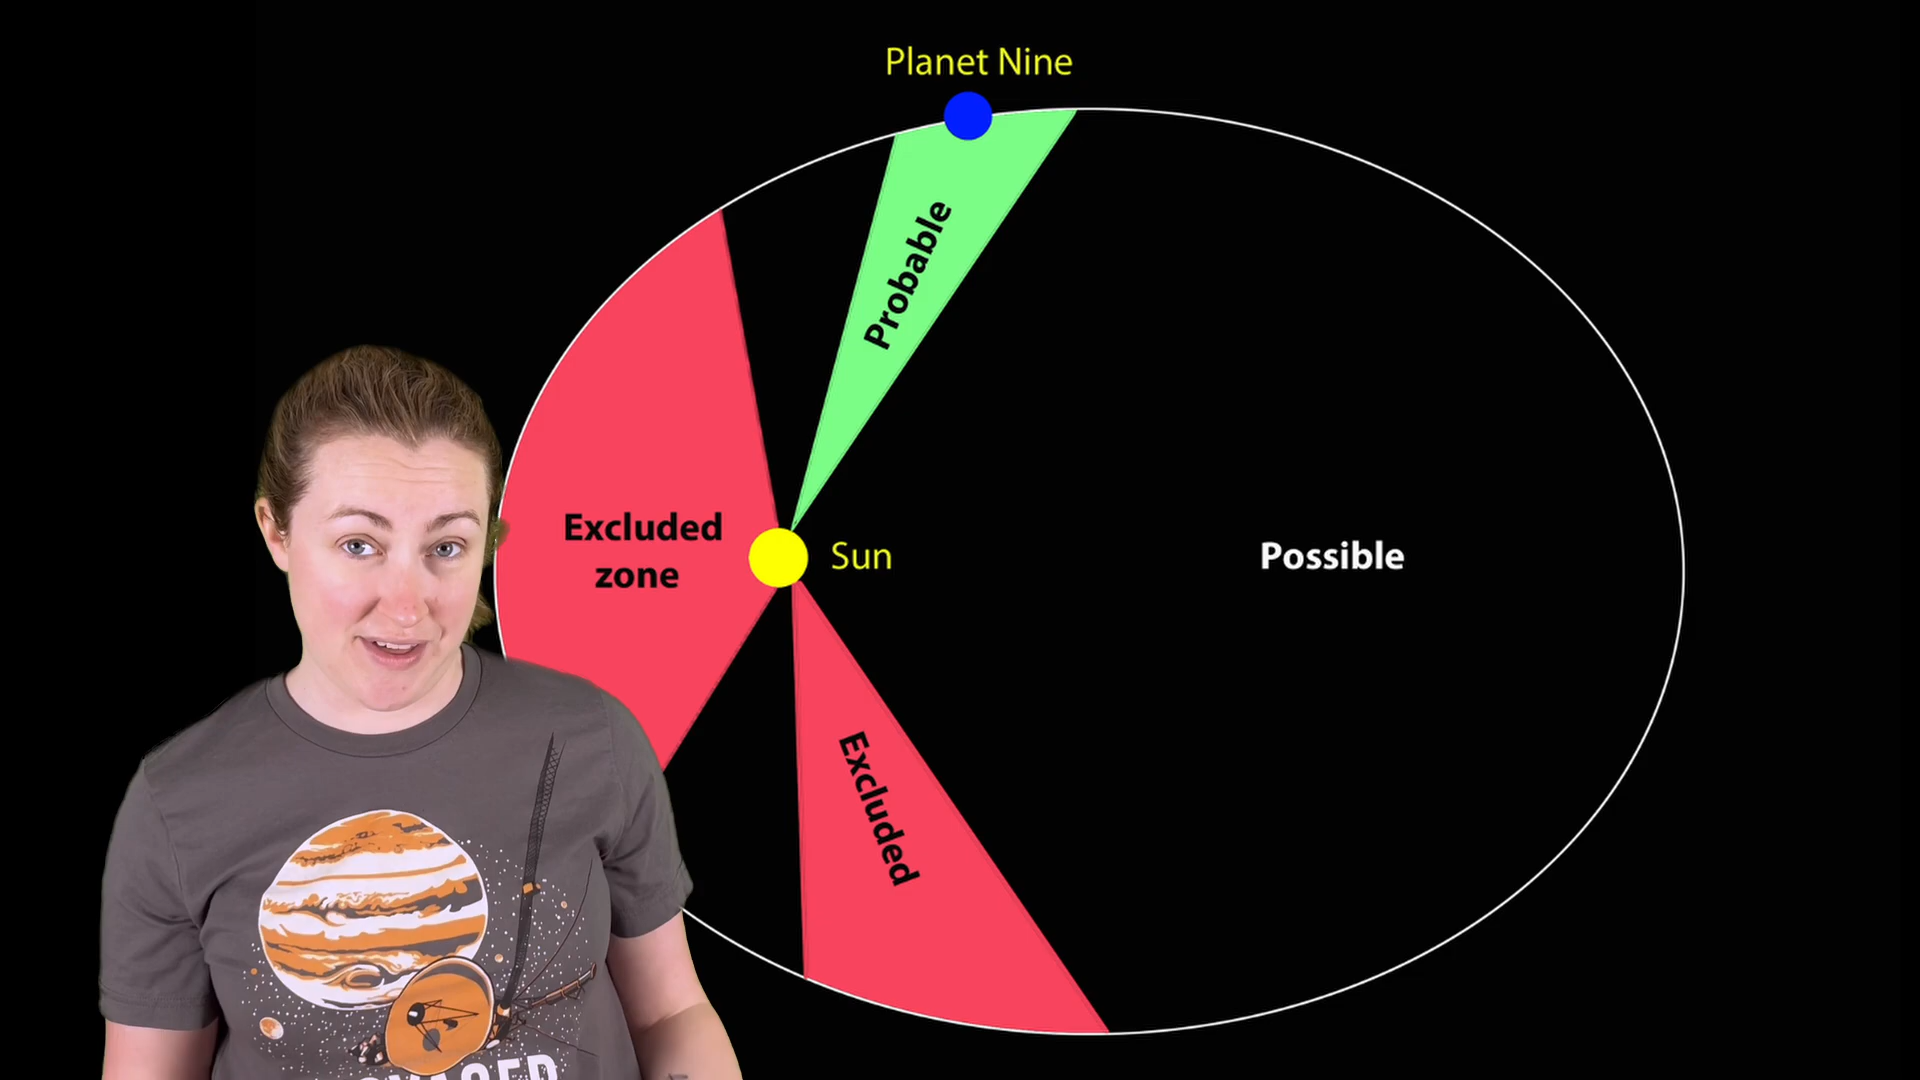 Planet Nine
Probable
Excluded
zone
Sun
Possible
Excluded